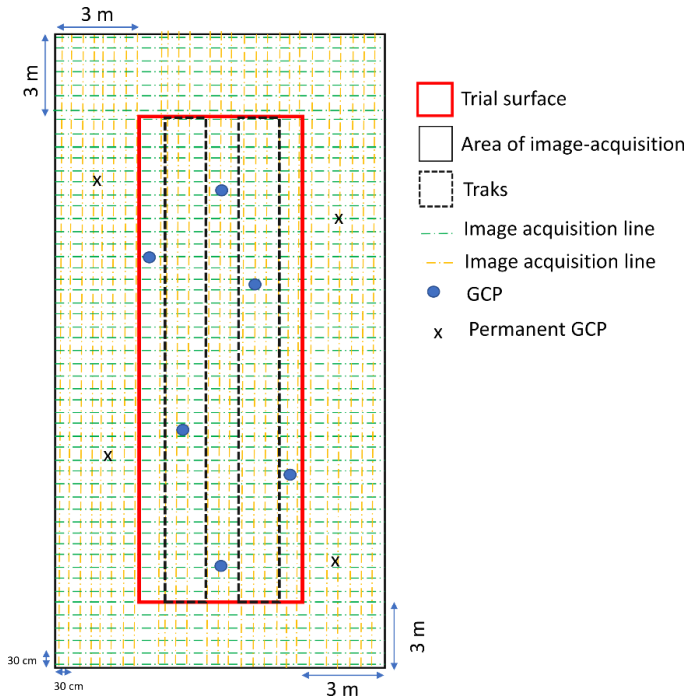 3 m
3 m
Trial surface
Area of image-acquisition
Traks
Image acquisition line
Image acquisition line
GCP
x Permanent GCP
x
x
x
x
3 m
30 cm
30 cm
3 m